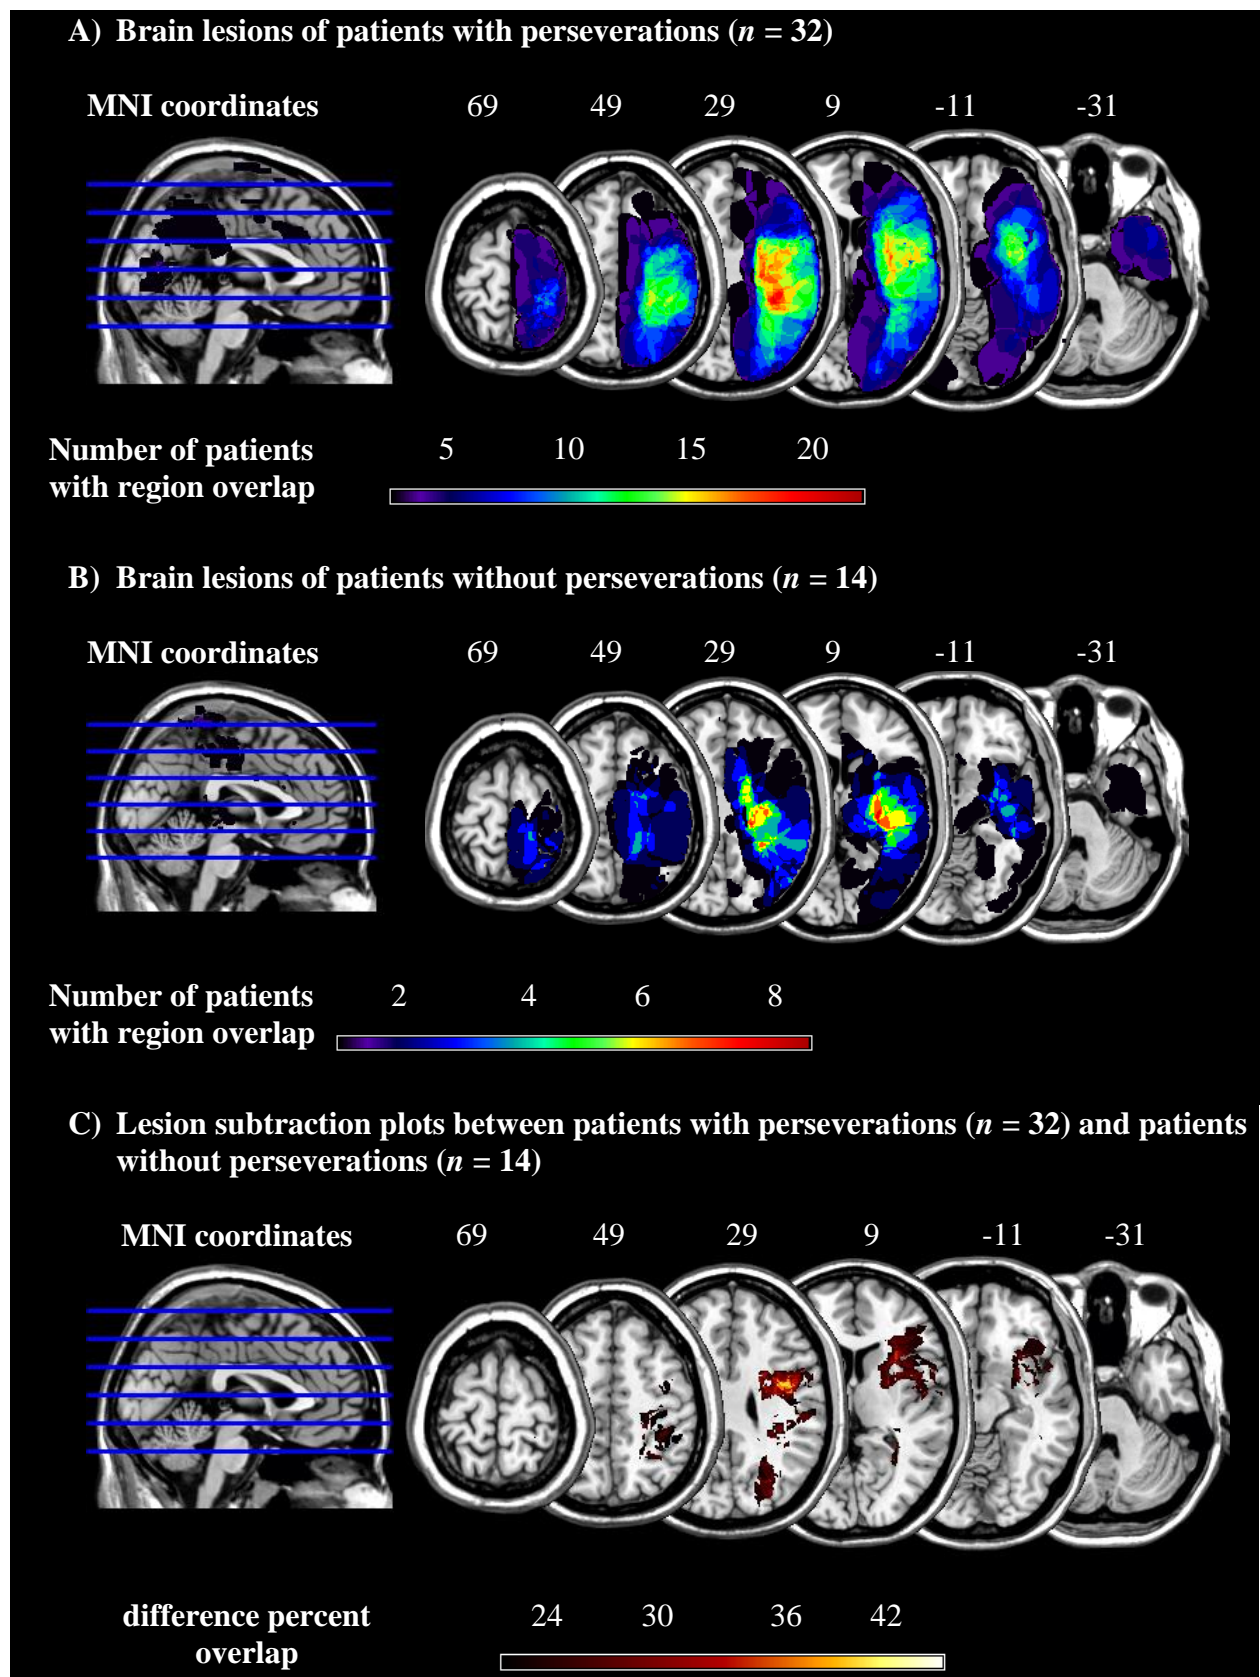 A) Brain lesions of patients with perseverations (n = 32)
MNI coordinates 69 49 29 9 -11 -31
Number of patients 5 10 15 20
with region overlap
B) Brain lesions of patients without perseverations (n = 14)
MNI coordinates 69 49 29 9 -11 -31
Number of patients 2 4 6 8
with region overlap
C) Lesion subtraction plots between patients with perseverations (n = 32) and patients
without perseverations (n = 14)
MNI coordinates 69 49 29 9 -11 -31
difference percent 24 30 36 42
overlap